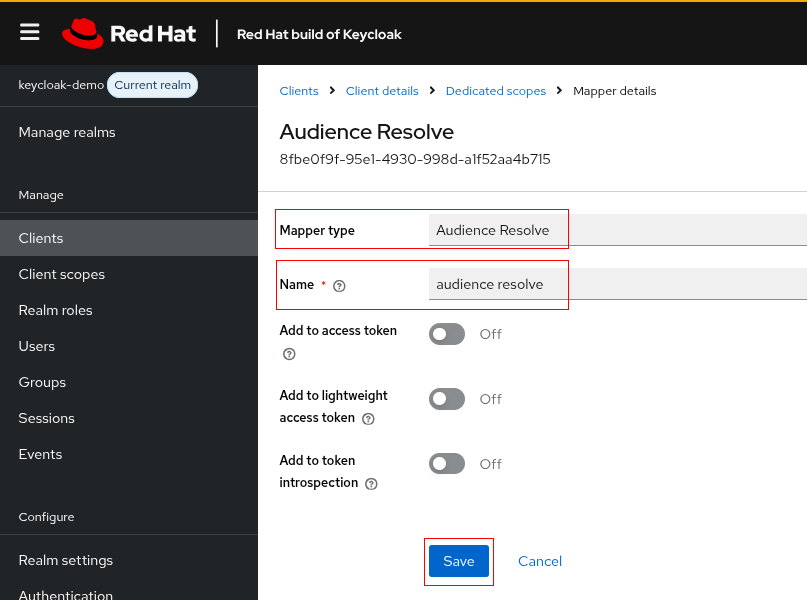 Red Hat
Red Hat build of Keycloak
keycloak-demo Current realm
Manage realms
Manage
Clients
Client scopes
Realm roles
Users
Groups
Sessions
Events
Configure
Realm settings
Authentication
Clients > Client details > Dedicated scopes > Mapper details
Audience Resolve
8fbe0f9f-95e1-4930-998d-a1f52aa4b715
Mapper type Audience Resolve
Name * audience resolve
Add to access token Off
Add to lightweight
access token Off
Add to token
introspection Off
Save Cancel